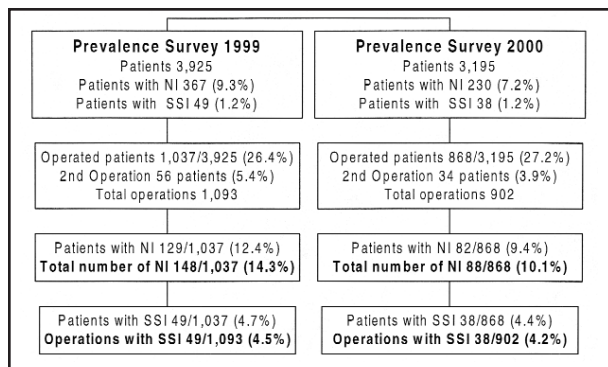 Prevalence Survey 1999
Patients 3,925
Patients with NI 367 (9.3%)
Patients with SSI 49 (1.2%)
Operated patients 1,037/3,925 (26.4%)
2nd Operation 56 patients (5.4%)
Total operations 1,093
Patients with NI 129/1,037 (12.4%)
Total number of NI 148/1,037 (14.3%)
Patients with SSI 49/1,037 (4.7%)
Operations with SSI 49/1,093 (4.5%)
Prevalence Survey 2000
Patients 3,195
Patients with NI 230 (7.2%)
Patients with SSI 38 (1.2%)
Operated patients 868/3,195 (27.2%)
2nd Operation 34 patients (3.9%)
Total operations 902
Patients with NI 82/868 (9.4%)
Total number of NI 88/868 (10.1%)
Patients with SSI 38/868 (4.4%)
Operations with SSI 38/902 (4.2%)